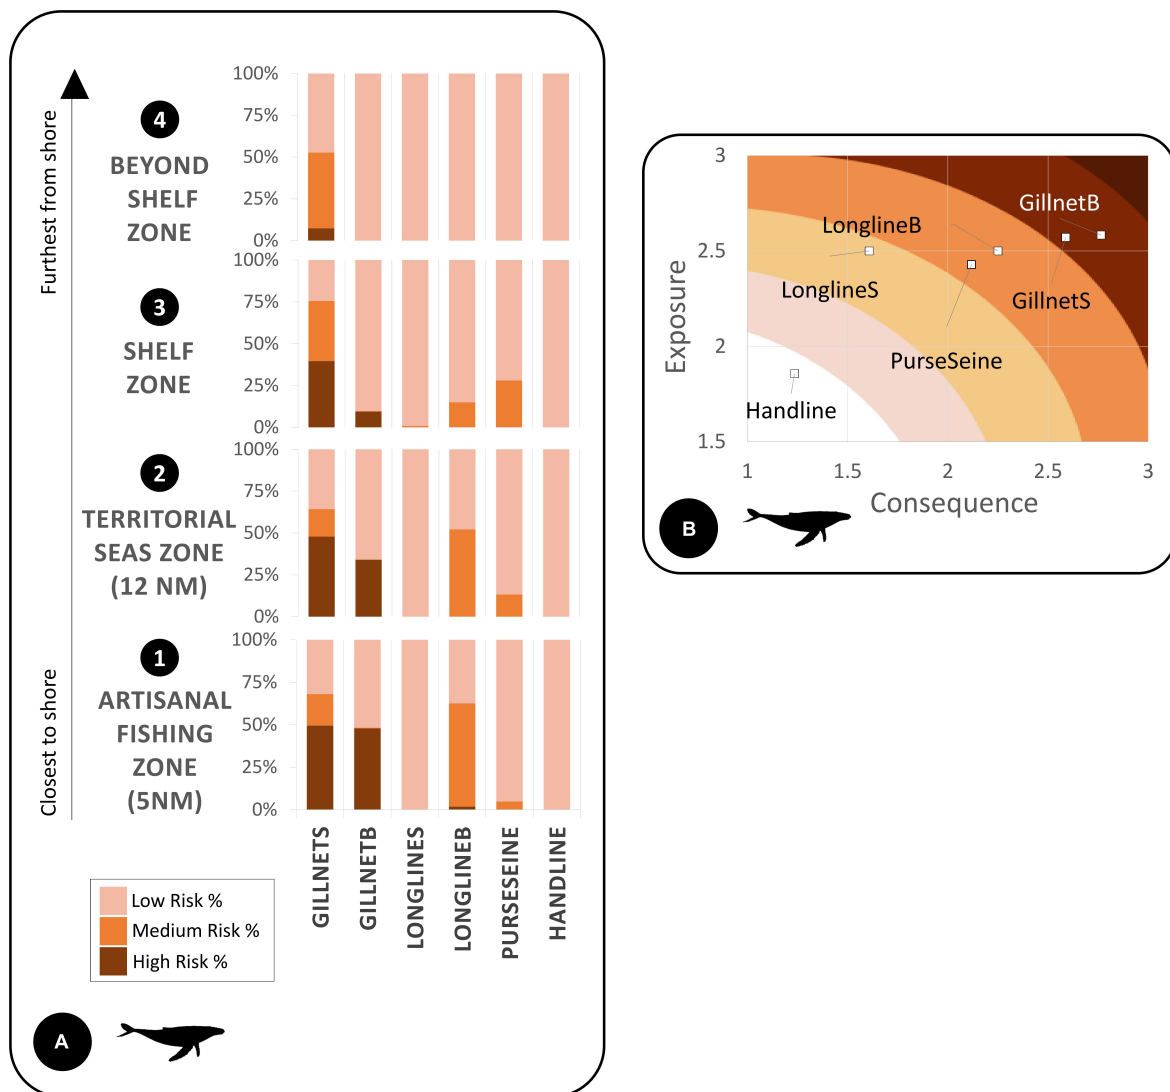 Furthest from shore
Closest to shore
4
BEYOND
SHELF
ZONE
100%
75%
50%
25%
0%
3
SHELF
ZONE
100%
75%
50%
25%
0%
2
TERRITORIAL
SEAS ZONE
(12 NM)
100%
75%
50%
25%
0%
1
ARTISANAL
FISHING
ZONE
(5NM)
100%
75%
50%
25%
0%
GILLNETS
GILLNETB
LONGLINES
LONGLINEB
PURSESEINE
HANDLINE
Low Risk %
Medium Risk %
High Risk %
A
Exposure
3
2.5
2
1.5
GillnetB
LonglineB
LonglineS
GillnetS
PurseSeine
Handline
1
1.5
2
2.5
3
Consequence
B